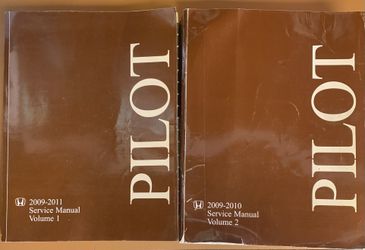 PILOT
2009-2011
Service Manual
Volume 1
PILOT
2009-2010
Service Manual
Volume 2